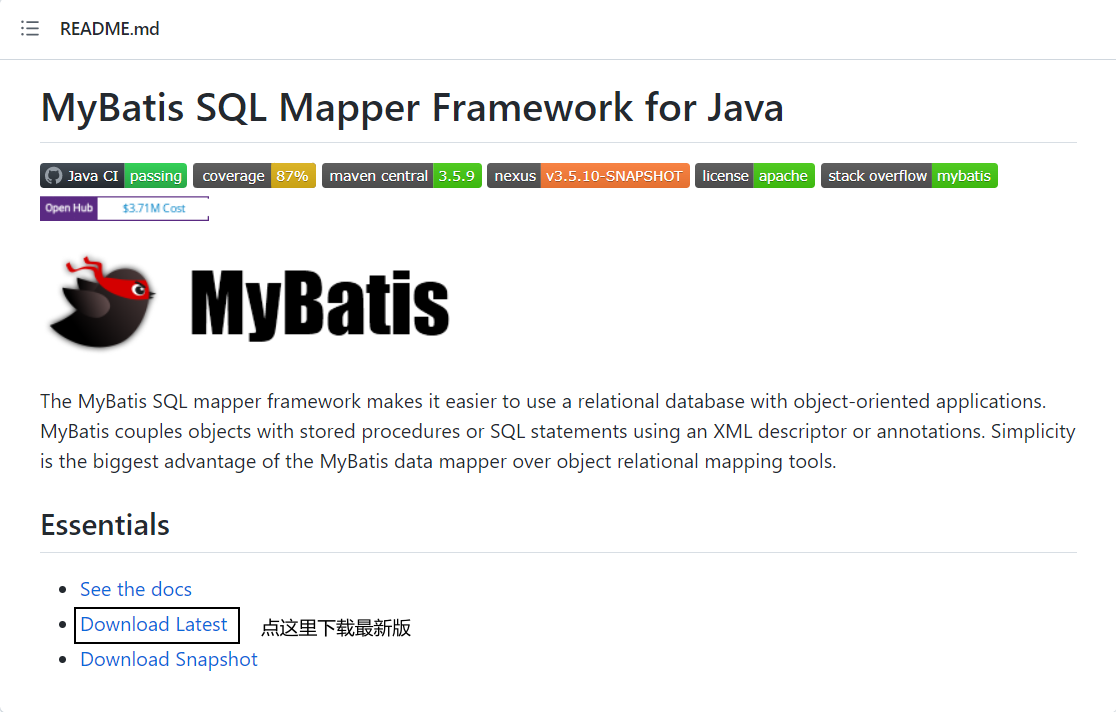 README.md
MyBatis SQL Mapper Framework for Java
Java CI passing coverage 87% maven central 3.5.9 nexus v3.5.10-SNAPSHOT license apache stack overflow mybatis
Open Hub $3.71M Cost
MyBatis
The MyBatis SQL mapper framework makes it easier to use a relational database with object-oriented applications.
MyBatis couples objects with stored procedures or SQL statements using an XML descriptor or annotations. Simplicity
is the biggest advantage of the MyBatis data mapper over object relational mapping tools.
Essentials
See the docs
Download Latest 点这里下载最新版
Download Snapshot